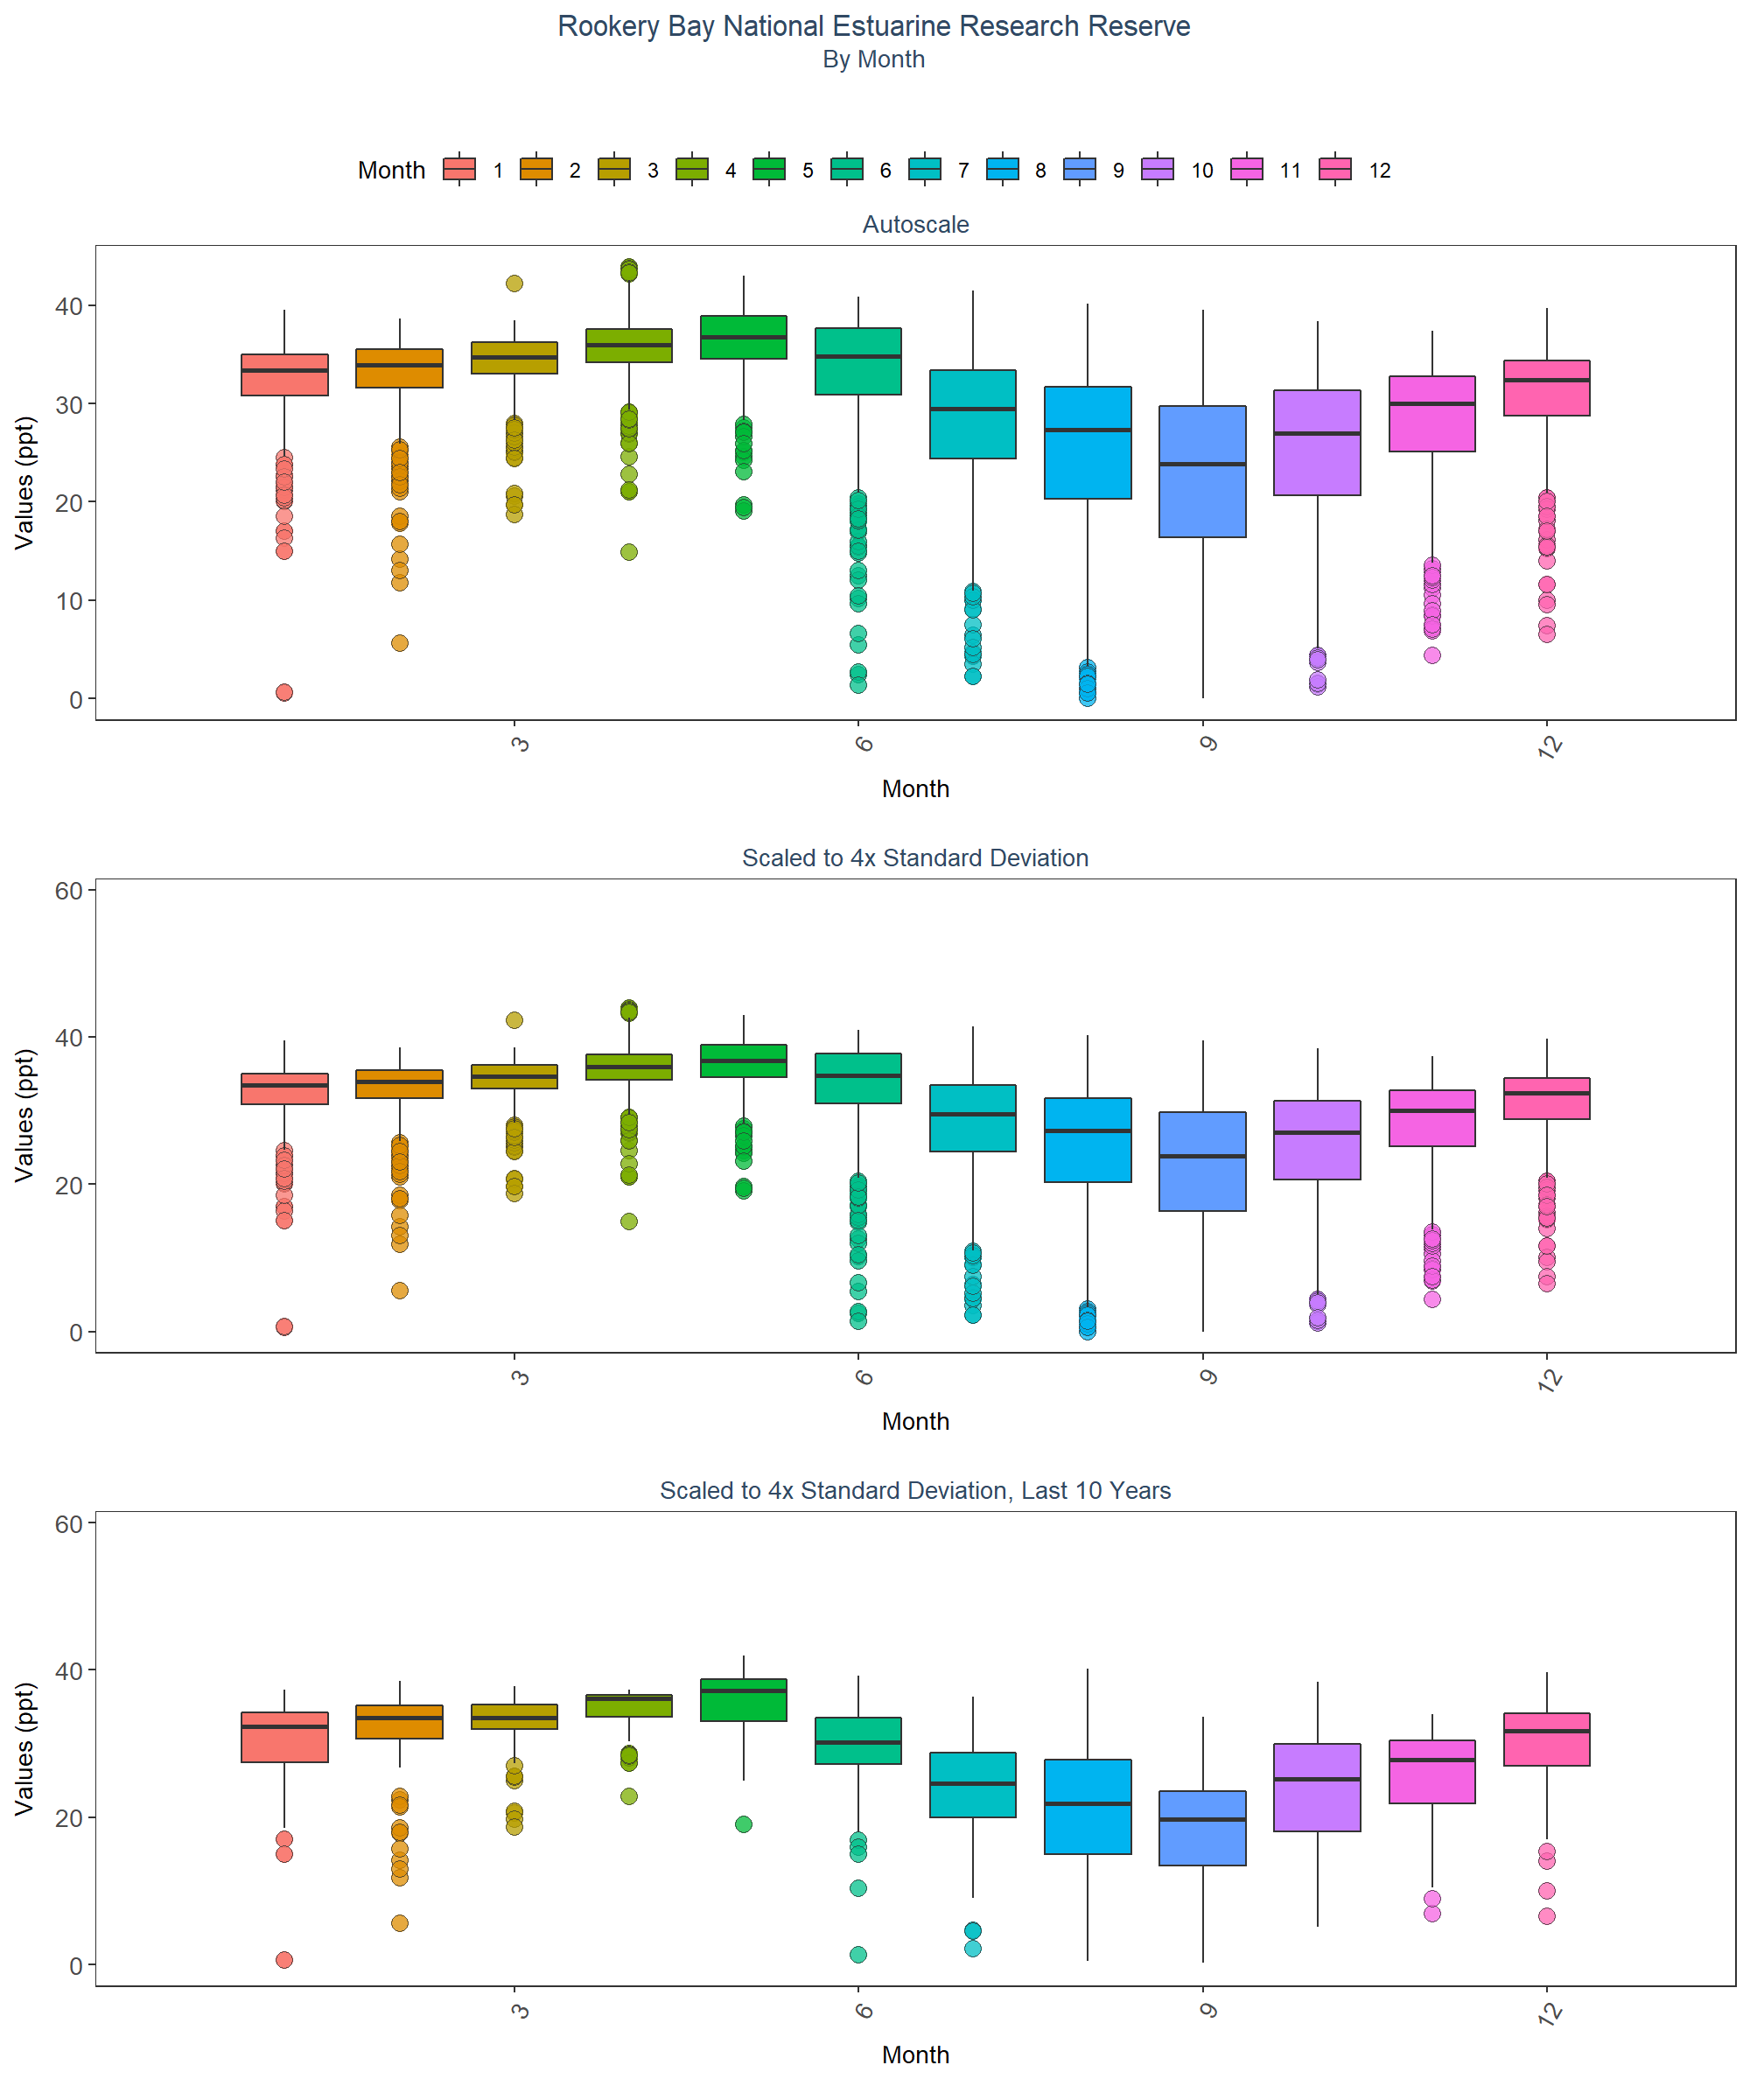 Rookery Bay National Estuarine Research Reserve
By Month
Month 1 2 3 4 5 6 7 8 9 10 11 12
Autoscale
Values (ppt)
40
30
20
10
0
3 6 9 12
Month
Scaled to 4x Standard Deviation
Values (ppt)
60
40
20
0
3 6 9 12
Month
Scaled to 4x Standard Deviation, Last 10 Years
Values (ppt)
60
40
20
0
3 6 9 12
Month